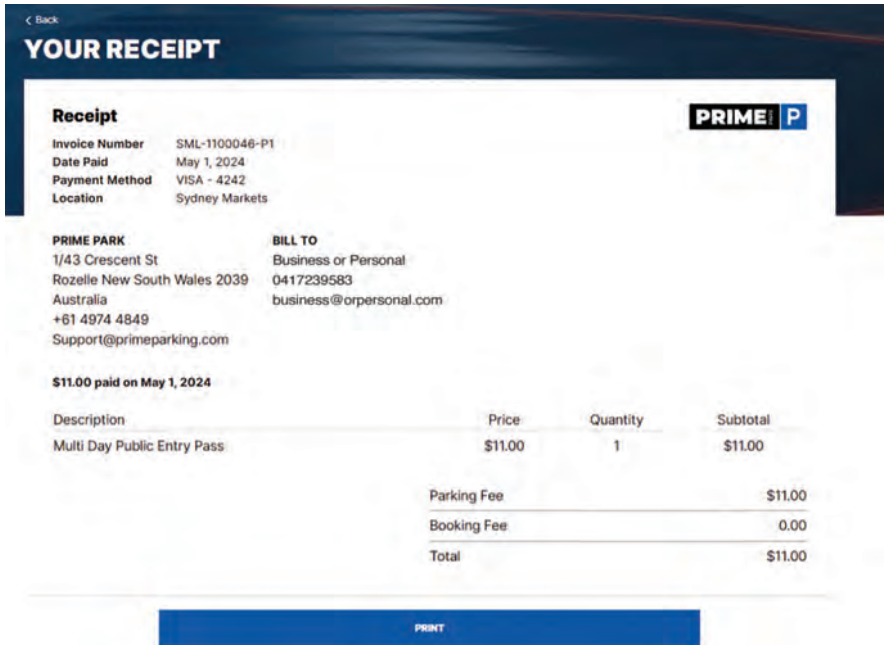 < Back
YOUR RECEIPT
Receipt
PRIME P
Invoice Number SML-1100046-P1
Date Paid May 1, 2024
Payment Method VISA - 4242
Location Sydney Markets
PRIME PARK
1/43 Crescent St
Rozelle New South Wales 2039
Australia
+61 4974 4849
Support@primeparking.com
BILL TO
Business or Personal
0417239583
business@orpersonal.com
$11.00 paid on May 1, 2024
Description Price Quantity Subtotal
Multi Day Public Entry Pass $11.00 1 $11.00
Parking Fee $11.00
Booking Fee 0.00
Total $11.00
PRINT